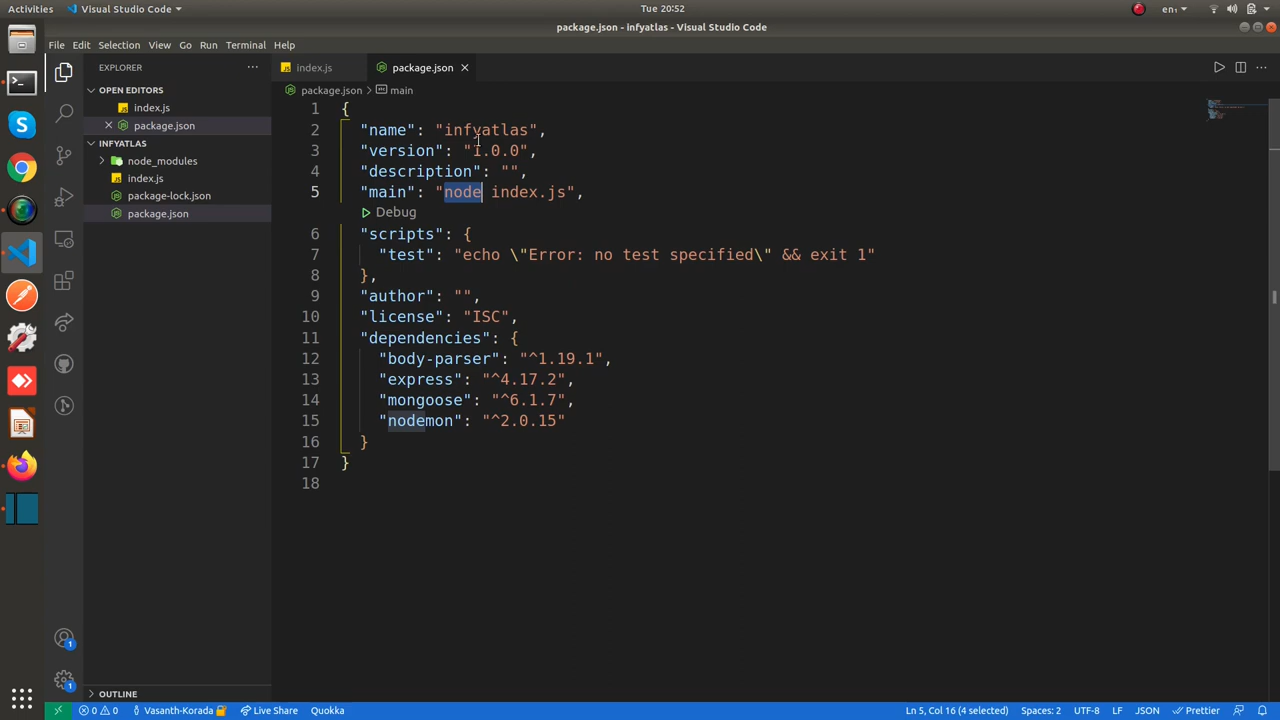 Activities Visual Studio Code Tue 20:52 en₁
package.json - infyatlas - Visual Studio Code
File Edit Selection View Go Run Terminal Help
EXPLORER
OPEN EDITORS
index.js
package.json
INFYATLAS
node_modules
index.js
package-lock.json
package.json
OUTLINE
index.js package.json
package.json > main
1 {
2 "name": "infyatlas",
3 "version": "1.0.0",
4 "description": "",
5 "main": "node index.js",
Debug
6 "scripts": {
7 "test": "echo \"Error: no test specified\" && exit 1"
8 },
9 "author": "",
10 "license": "ISC",
11 "dependencies": {
12 "body-parser": "^1.19.1",
13 "express": "^4.17.2",
14 "mongoose": "^6.1.7",
15 "nodemon": "^2.0.15"
16 }
17 }
18
1
1
0 0 Vasanth-Korada Live Share Quokka Ln 5, Col 16 (4 selected) Spaces: 2 UTF-8 LF JSON Prettier